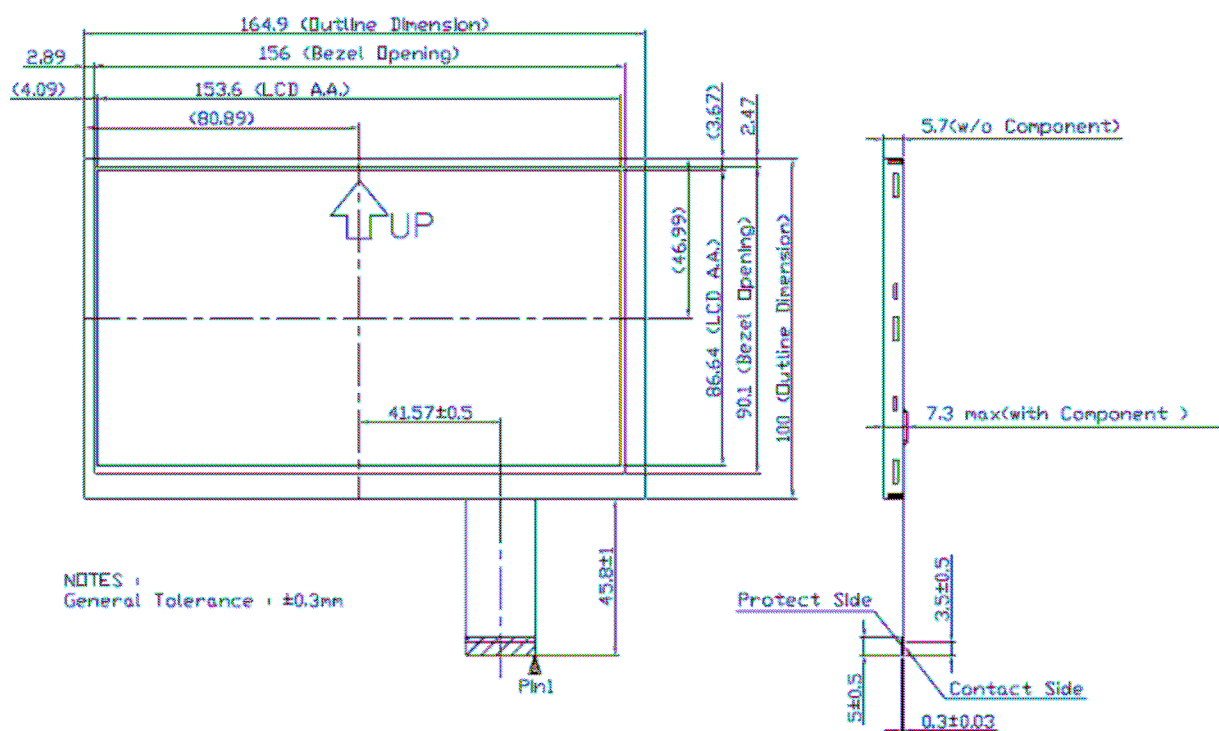 164.9 (Outline Dimension)
2.89
156 (Bezel Opening)
(4.09)
153.6 (LCD A.A.)
(80.89)
(3.67)
2.47
5.7(w/o Component)
UP
(46.99)
86.64 (LCD A.A.)
90.1 (Bezel Opening)
100 (Outline Dimension)
41.57±0.5
7.3 max(with Component )
45.8±1
NOTES :
General Tolerance : ±0.3mm
Pin1
Protect Side
3.5±0.5
5±0.5
Contact Side
0.3±0.03